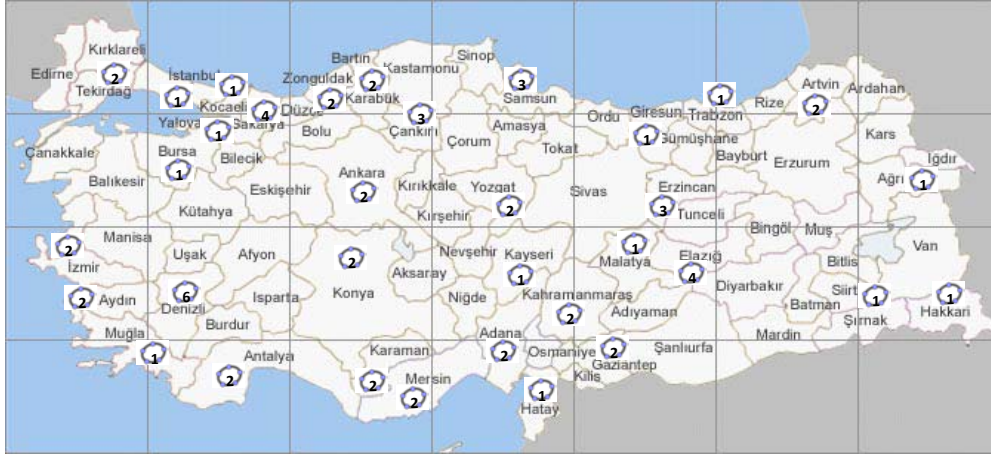 Bartın
Sinop
Kırklareli
Kastamonu
Edirne
2
İstanbul
1
Zonguldak
2
3
Artvin
Ardahan
Tekirdağ
1
Kocaeli
4
Düzce
2
Karabük
Samsun
1
Trabzon
Rize
2
Yalova
1
Sakarya
Bolu
3
Çankırı
Amasya
Ordu
Giresun
1
Gümüşhane
Kars
Çanakkale
Bursa
Bilecik
Çorum
Tokat
Bayburt
Erzurum
Iğdır
Balıkesir
1
Eskişehir
Ankara
2
Kırıkkale
Yozgat
Sivas
Erzincan
Ağrı
1
Kütahya
Kırşehir
2
3
Tunceli
Bingöl
Muş
Manisa
2
Uşak
Afyon
2
Nevşehir
Kayseri
1
Malatya
Elazığ
Van
İzmir
Aksaray
1
4
Bitlis
2
Aydın
6
Denizli
Isparta
Konya
Niğde
Kahramanmaraş
Diyarbakır
Siirt
1
1
Muğla
Burdur
2
Adıyaman
Batman
Şırnak
Hakkari
1
Antalya
Karaman
Adana
2
Osmaniye
2
Gaziantep
Şanlıurfa
Mardin
2
2
Mersin
2
1
Kilis
Hatay